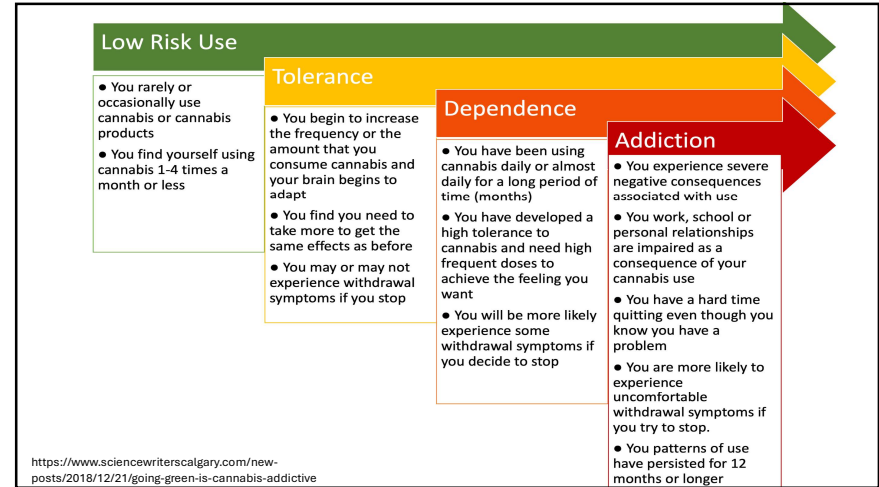 Low Risk Use
● You rarely or
occasionally use
cannabis or cannabis
products
● You find yourself using
cannabis 1-4 times a
month or less
Tolerance
● You begin to increase
the frequency or the
amount that you
consume cannabis and
your brain begins to
adapt
● You find you need to
take more to get the
same effects as before
● You may or may not
experience withdrawal
symptoms if you stop
Dependence
● You have been using
cannabis daily or almost
daily for a long period of
time (months)
● You have developed a
high tolerance to
cannabis and need high
frequent doses to
achieve the feeling you
want
● You will be more likely
experience some
withdrawal symptoms if
you decide to stop
Addiction
● You experience severe
negative consequences
associated with use
● You work, school or
personal relationships
are impaired as a
consequence of your
cannabis use
● You have a hard time
quitting even though you
know you have a
problem
● You are more likely to
experience
uncomfortable
withdrawal symptoms if
you try to stop.
● You patterns of use
have persisted for 12
months or longer
https://www.sciencewriterscalgary.com/new-
posts/2018/12/21/going-green-is-cannabis-addictive